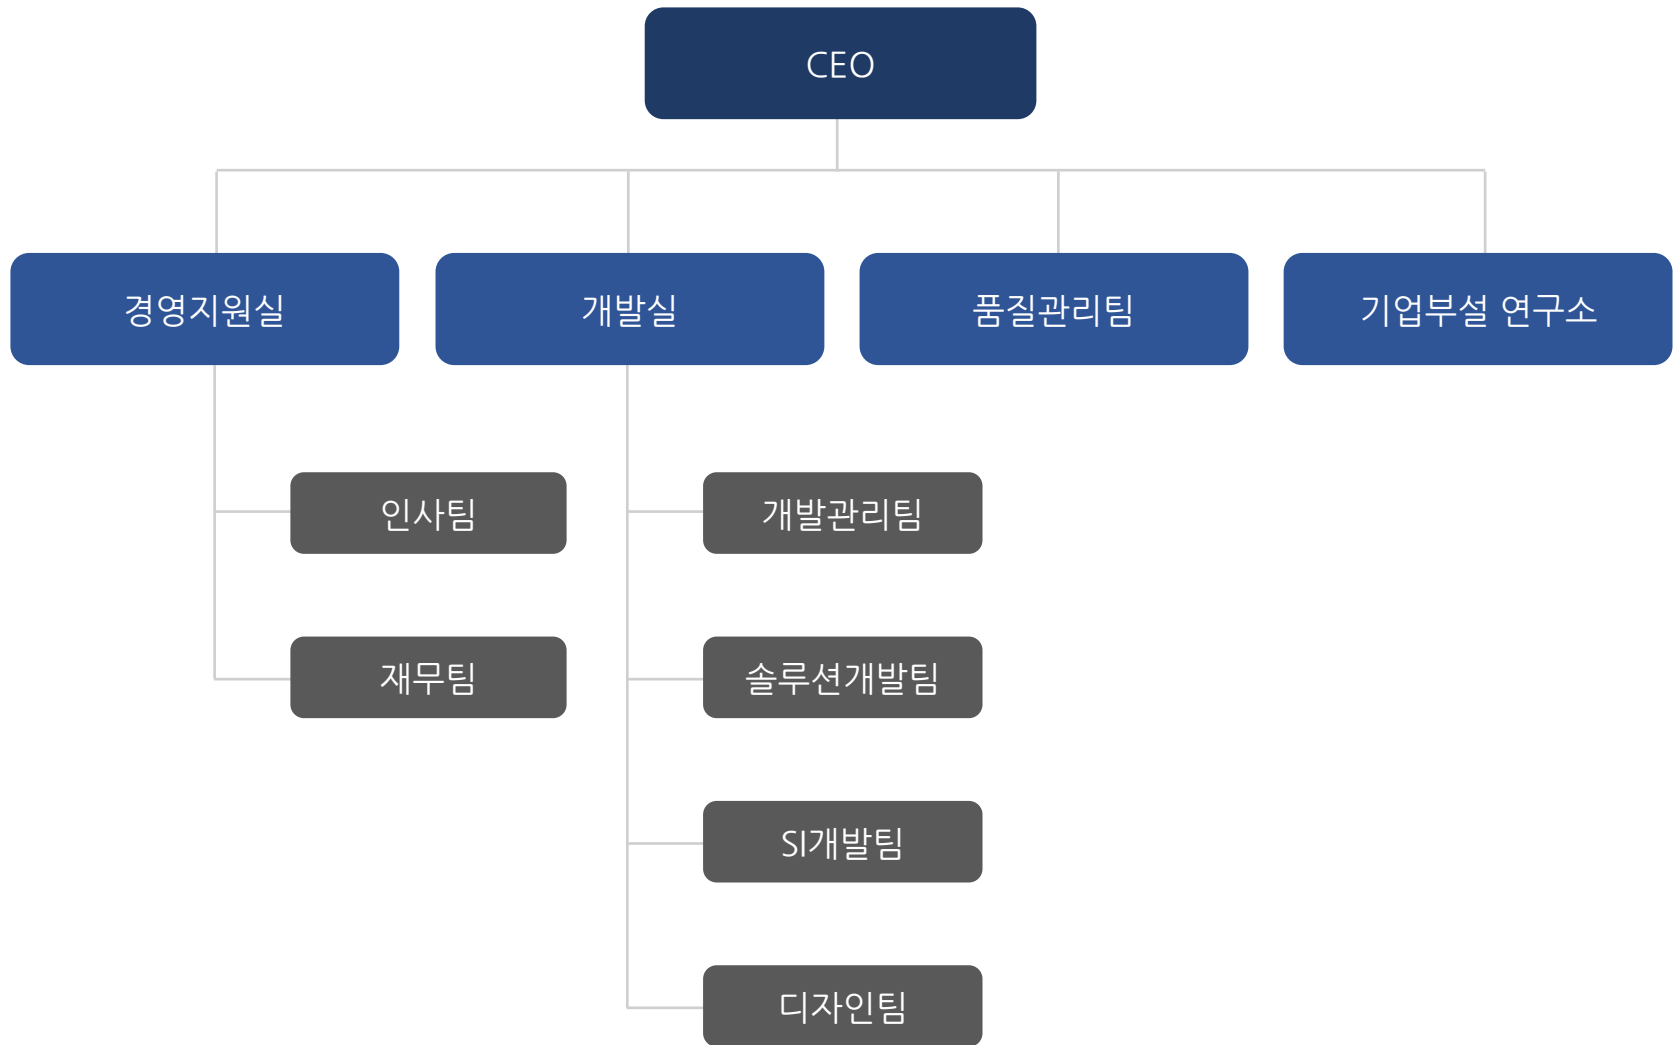 CEO
경영지원실
개발실
품질관리팀
기업부설 연구소
인사팀
개발관리팀
재무팀
솔루션개발팀
SI개발팀
디자인팀